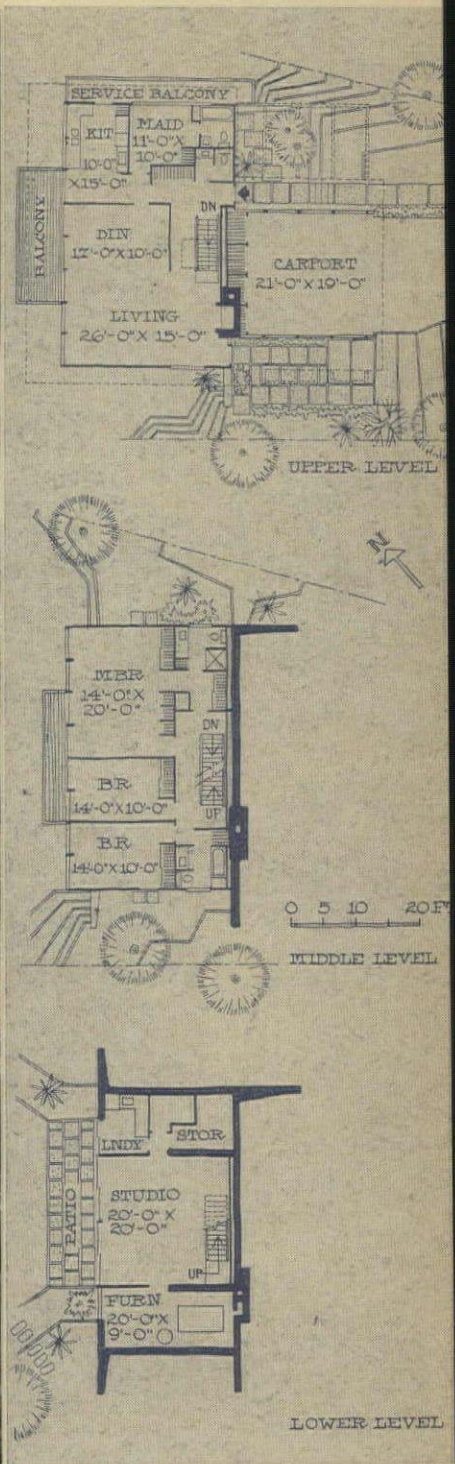 SERVICE BALCONY
KIT
10'-0"
X15'-0"
MAID
11'-0"X
10'-0"
BALCONY
DN
DIN
17'-0"X10'-0"
CARPORT
21'-0"X19'-0"
LIVING
26'-0"X 15'-0"
UPPER LEVEL
N
MBR
14'-0"X
20'-0"
DN
BR
14'-0"X10'-0"
UP
BR
14'-0"X10'-0"
0 5 10 20 F
MIDDLE LEVEL
LNDY
STOR
PATIO
STUDIO
20'-0" X
20'-0"
UP
FURN
20'-0"X
9'-0"
LOWER LEVEL